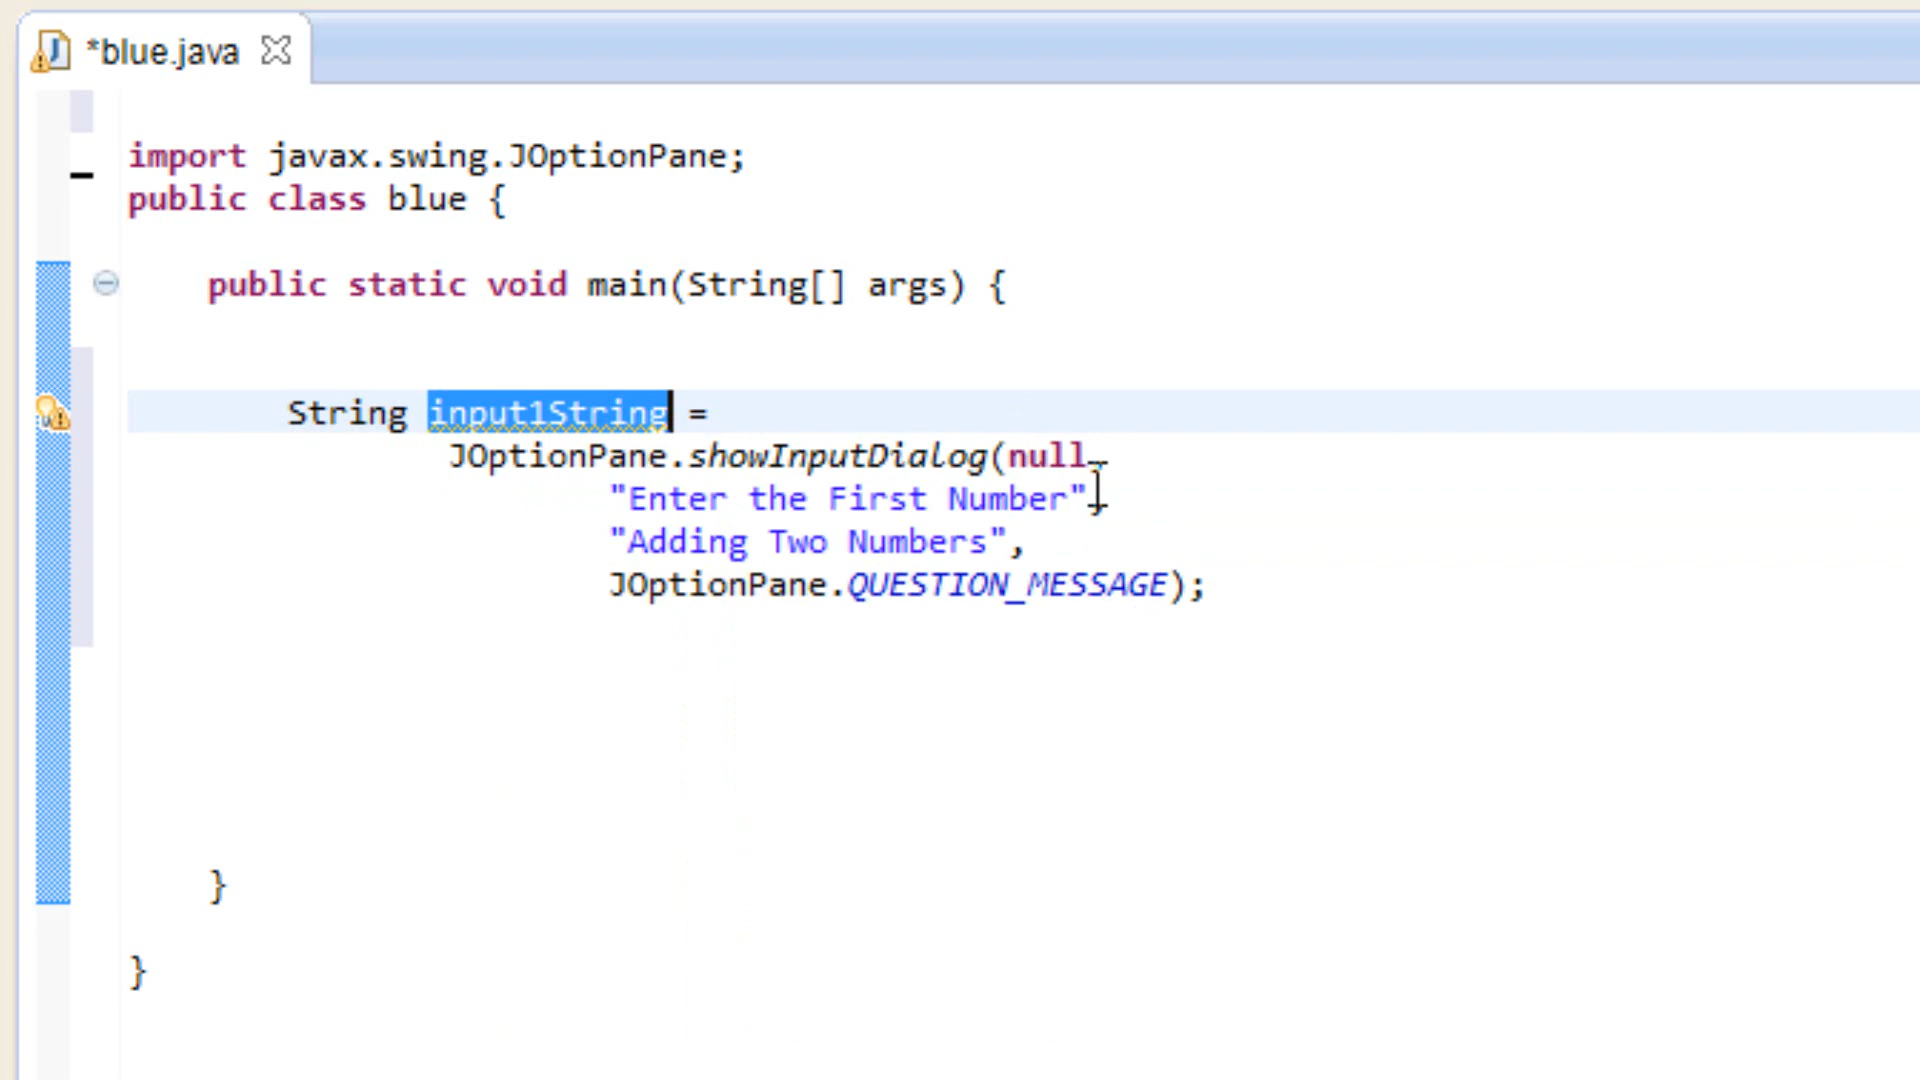 *blue.java
import javax.swing.JOptionPane;
public class blue {
public static void main(String[] args) {
String input1String =
JOptionPane.showInputDialog(null,
"Enter the First Number",
"Adding Two Numbers",
JOptionPane.QUESTION_MESSAGE);
}
}